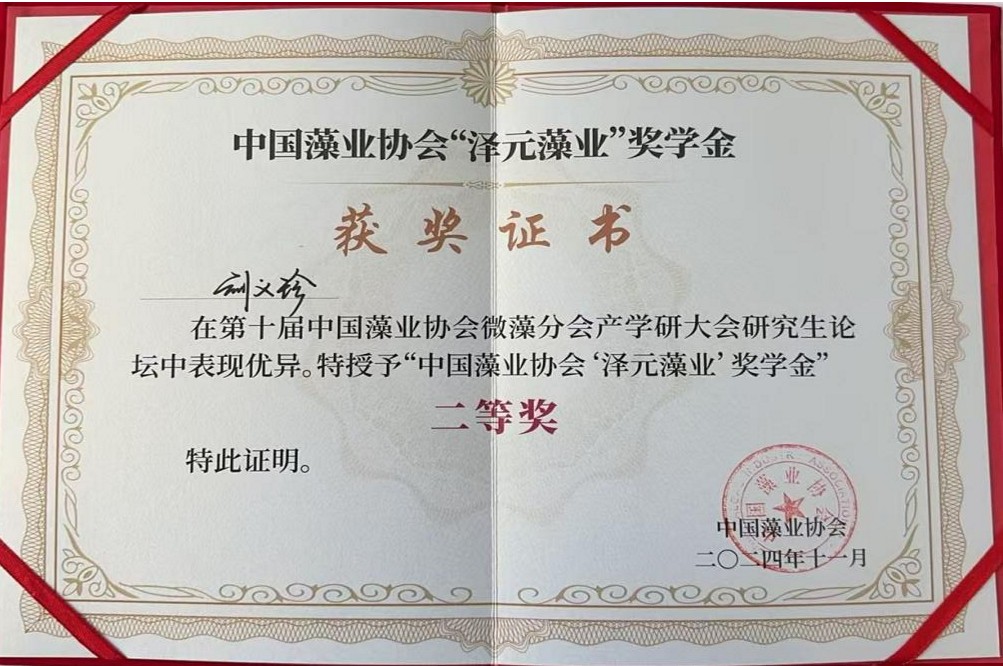 中国藻业协会“泽元藻业”奖学金
获奖证书
刘义珍
在第十届中国藻业协会微藻分会产学研大会研究生论
坛中表现优异。特授予“中国藻业协会‘泽元藻业’奖学金”
二等奖
特此证明。
中国藻业协会
二〇二四年十一月